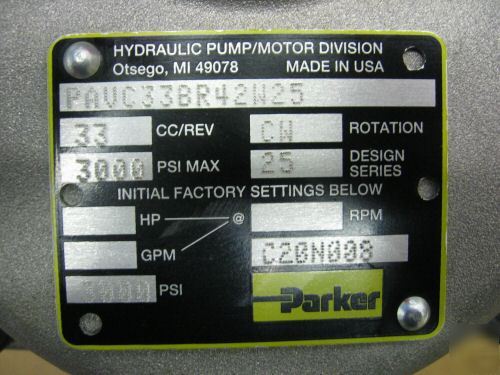 HYDRAULIC PUMP/MOTOR DIVISION
Otsego, MI 49078 MADE IN USA
PAVC33BR42W25
33 CC/REV CW ROTATION
3000 PSI MAX 25 DESIGN SERIES
INITIAL FACTORY SETTINGS BELOW
HP @ RPM
GPM C20N008
3000 PSI
Parker